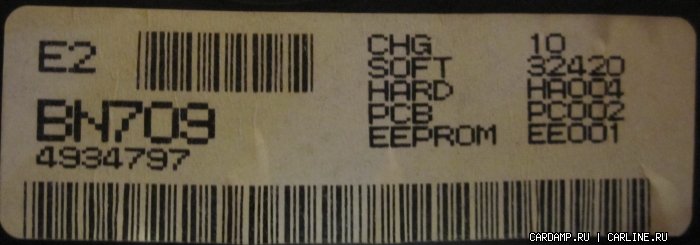 E2
BN709
4934797
CHG 10
SOFT 32420
HARD HA004
PCB PC002
EEPROM EE001
CARDAMP.RU | CARLINE.RU